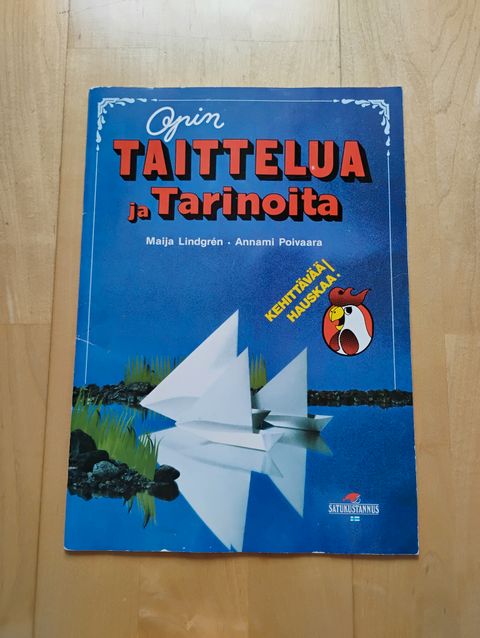 Opin
TAITTELUA
ja Tarinoita
Maija Lindgrén · Annami Poivaara
KEHITTÄVÄÄ!
HAUSKAA!
SATUKUSTANNUS